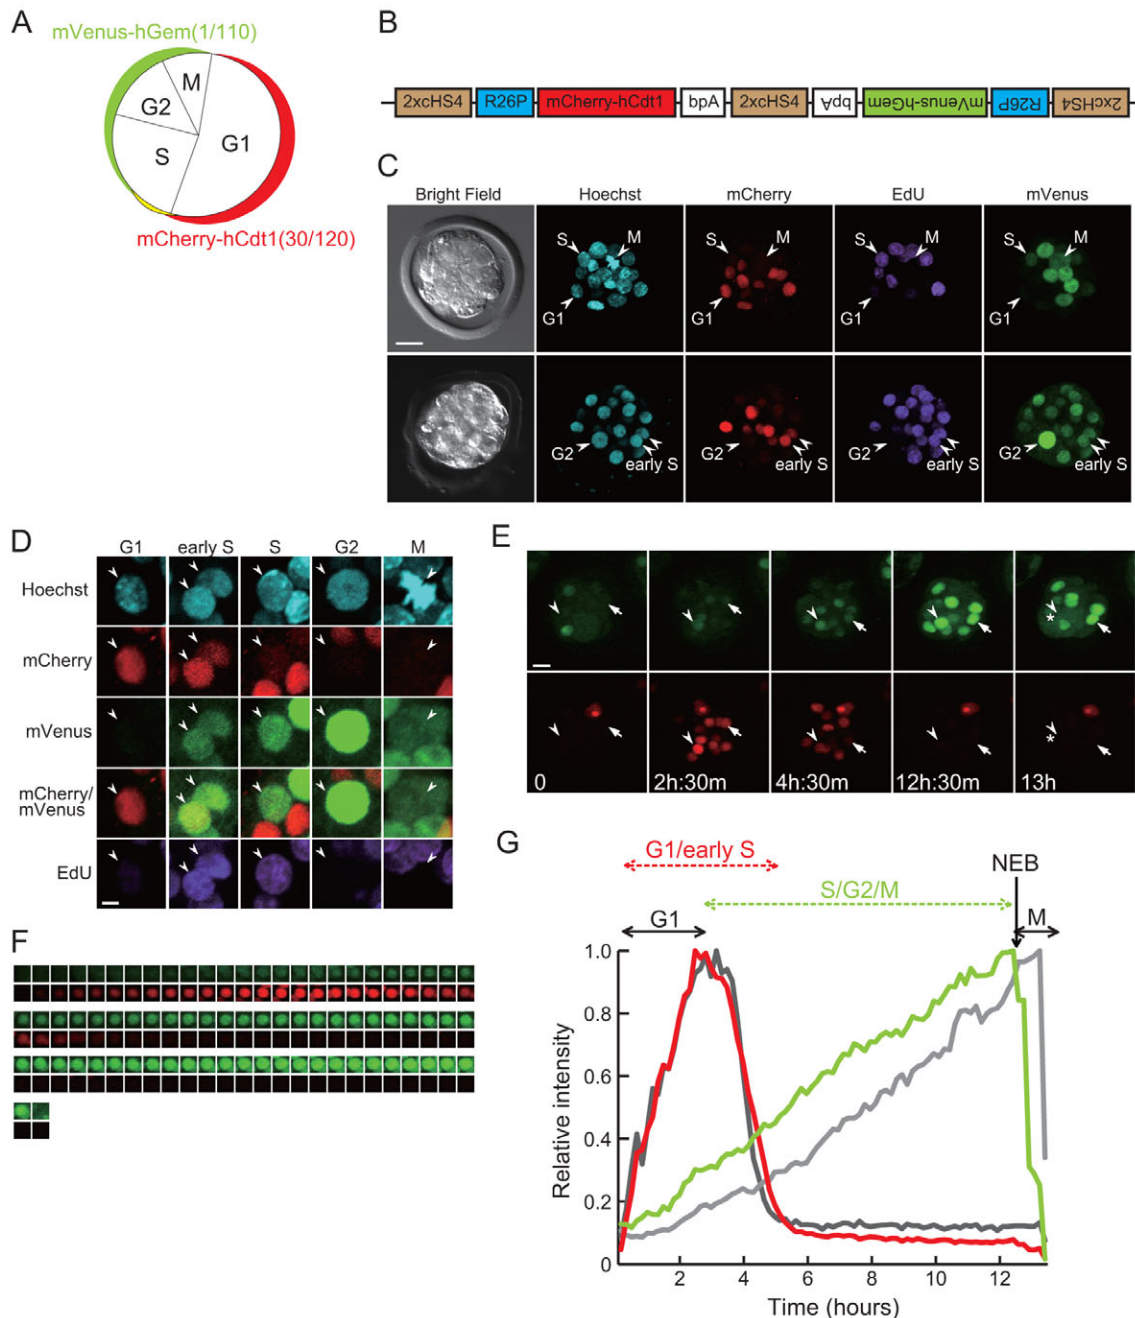 A
mVenus-hGem(1/110)
M
G2
G1
S
mCherry-hCdt1(30/120)
B
2xcHS4 R26P mCherry-hCdt1 bpA 2xcHS4 bpA mVenus-hGem R26P 2xcHS4
C
Bright Field Hoechst mCherry EdU mVenus
S M S M S M S M
G1 G1 G1 G1
G2 early S G2 early S G2 early S G2 early S
D
G1 early S S G2 M
Hoechst
mCherry
mVenus
mCherry/
mVenus
EdU
E
* 
0 2h:30m 4h:30m 12h:30m 13h
*
F
G
G1/early S
NEB
S/G2/M
G1 M
1.0
0.8
0.6
0.4
0.2
0
Relative intensity
2 4 6 8 10 12
Time (hours)